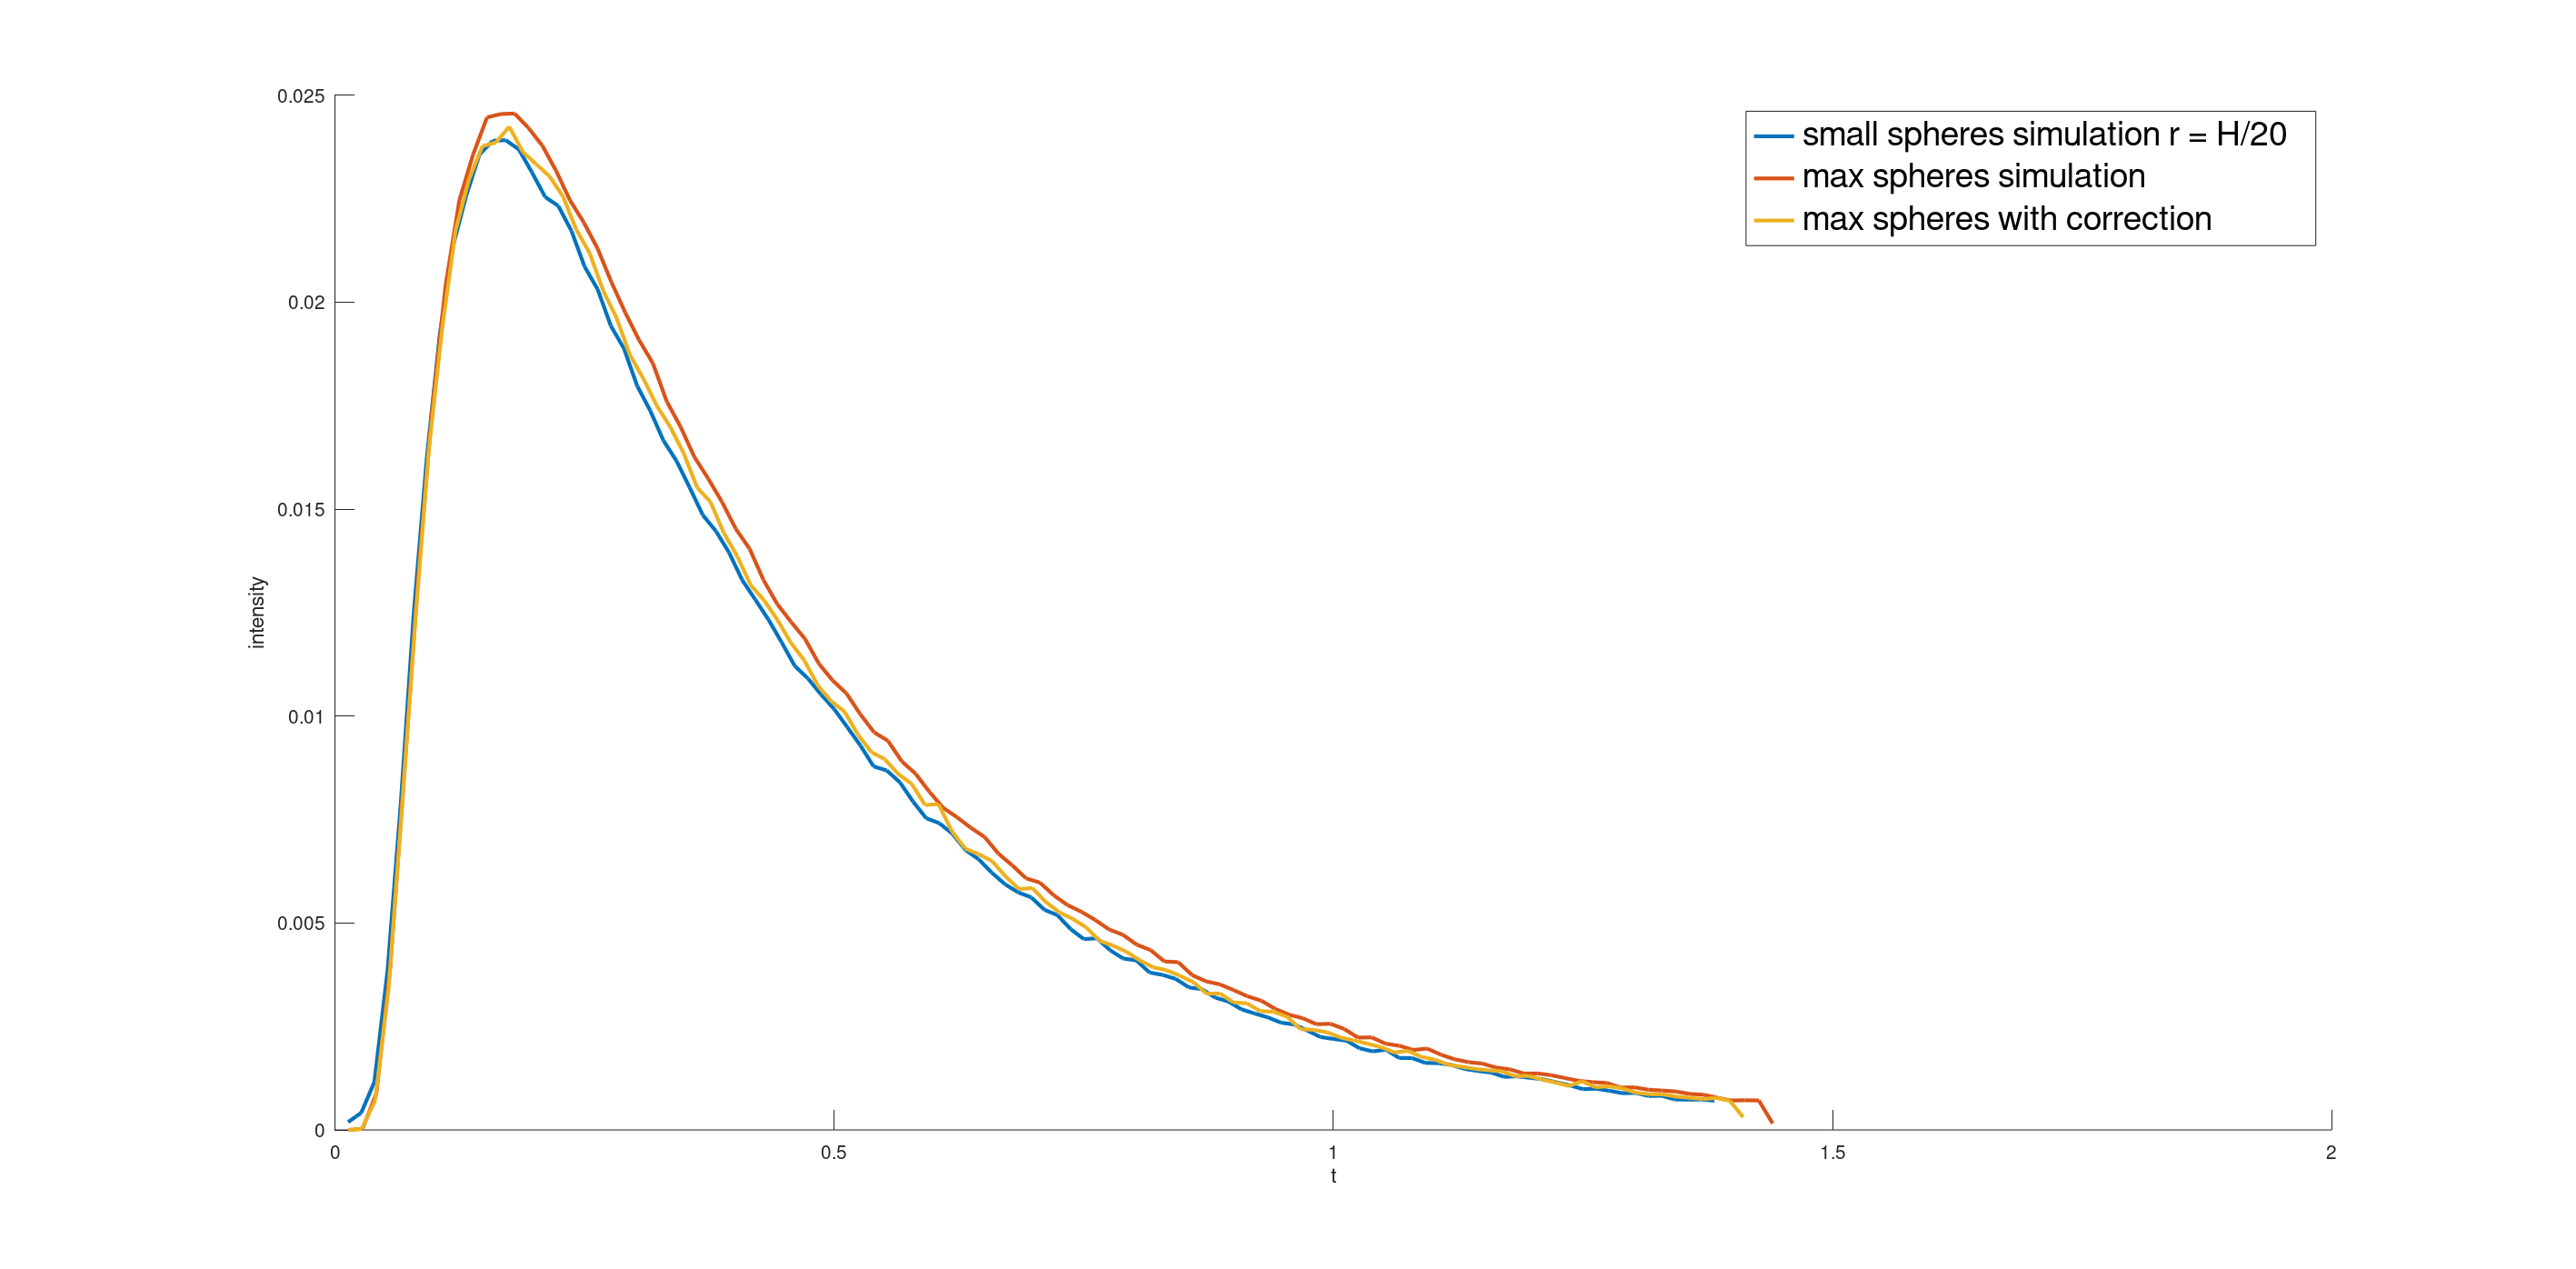 small spheres simulation r = H/20
max spheres simulation
max spheres with correction
0.025
0.02
0.015
0.01
0.005
0
intensity
0 0.5 1 1.5 2
t